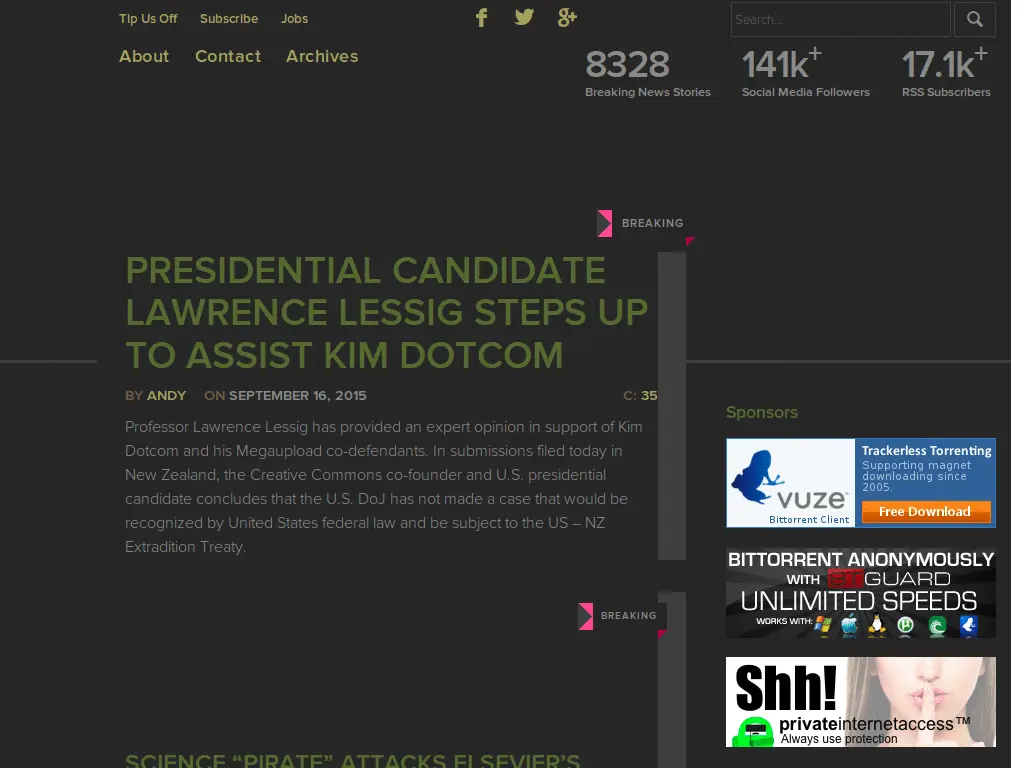 Tip Us Off Subscribe Jobs
Search...
About Contact Archives
8328 141k+ 17.1k+
Breaking News Stories Social Media Followers RSS Subscribers
BREAKING
PRESIDENTIAL CANDIDATE
LAWRENCE LESSIG STEPS UP
TO ASSIST KIM DOTCOM
BY ANDY ON SEPTEMBER 16, 2015 C: 35
Professor Lawrence Lessig has provided an expert opinion in support of Kim
Dotcom and his Megaupload co-defendants. In submissions filed today in
New Zealand, the Creative Commons co-founder and U.S. presidential
candidate concludes that the U.S. DoJ has not made a case that would be
recognized by United States federal law and be subject to the US – NZ
Extradition Treaty.
BREAKING
SCIENCE “PIRATE” ATTACKS ELSEVIER’S
Sponsors
vuze
Bittorrent Client
Trackerless Torrenting
Supporting magnet
downloading since
2005.
Free Download
BITTORRENT ANONYMOUSLY
WITH BTGUARD
UNLIMITED SPEEDS
WORKS WITH:
Shh!
privateinternetaccess™
Always use protection